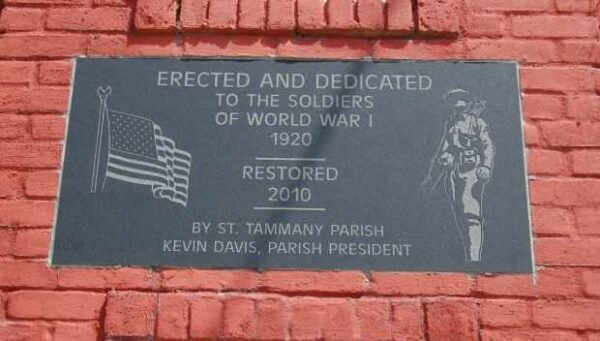 ERECTED AND DEDICATED
TO THE SOLDIERS
OF WORLD WAR I
1920
RESTORED
2010
BY ST. TAMMANY PARISH
KEVIN DAVIS, PARISH PRESIDENT